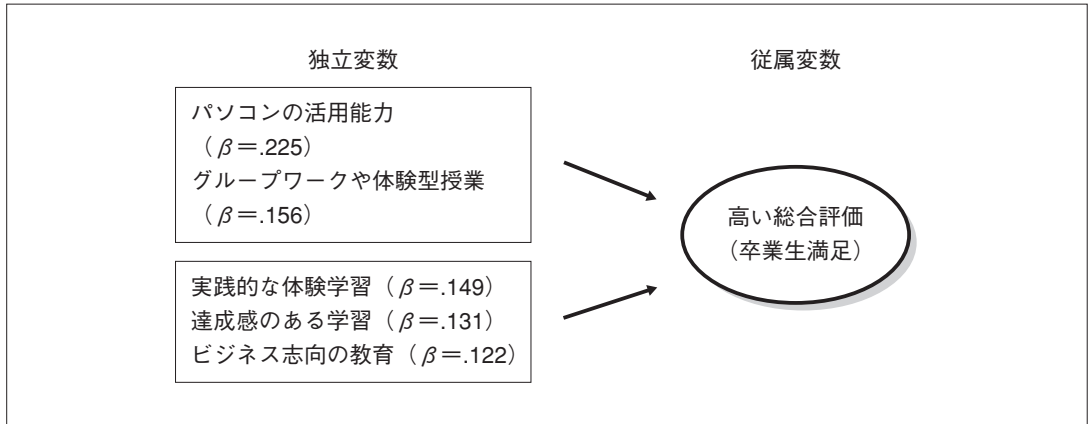 独立変数
従属変数
パソコンの活用能力
(β＝.225)
グループワークや体験型授業
(β＝.156)
実践的な体験学習(β＝.149)
達成感のある学習(β＝.131)
ビジネス志向の教育(β＝.122)
高い総合評価
(卒業生満足)